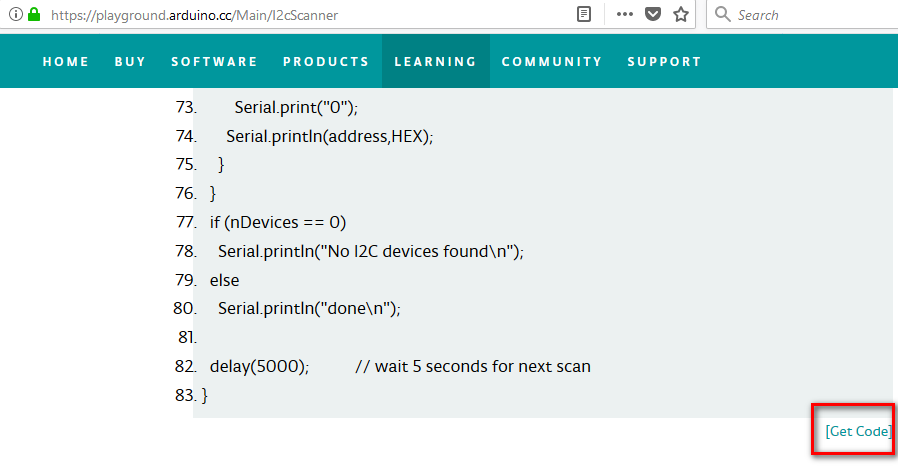 https://playground.arduino.cc/Main/I2cScanner
Search
HOME BUY SOFTWARE PRODUCTS LEARNING COMMUNITY SUPPORT
73. Serial.print("0");
74. Serial.println(address,HEX);
75. }
76. }
77. if (nDevices == 0)
78. Serial.println("No I2C devices found\n");
79. else
80. Serial.println("done\n");
81.
82. delay(5000); // wait 5 seconds for next scan
83. }
[Get Code]